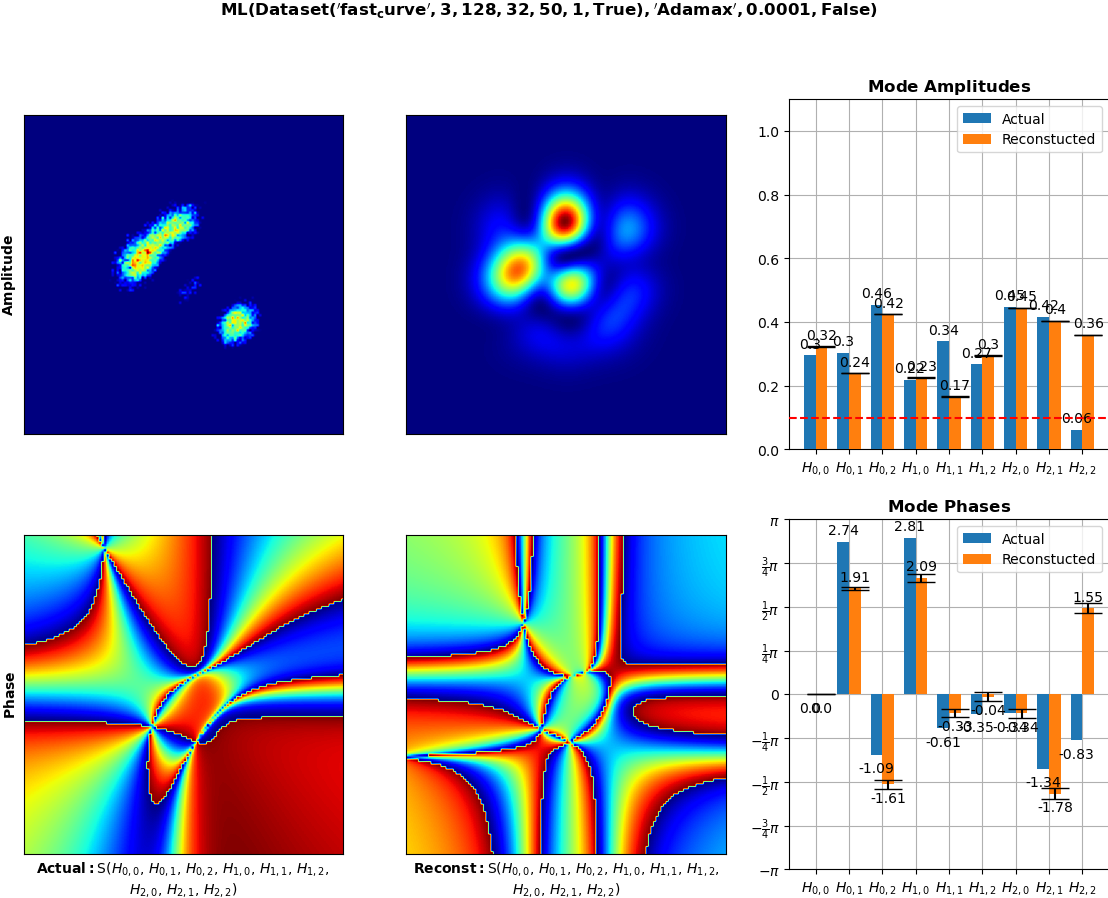 ML(Dataset('fast_curve', 3, 128, 32, 50, 1, True), 'Adamax', 0.0001, False)
Amplitude
Mode Amplitudes
Actual
Reconstucted
1.0
0.8
0.6
0.4
0.2
0.0
0.3 0.32 0.3 0.24 0.46 0.42 0.22 0.23 0.34 0.17 0.27 0.3 0.45 0.45 0.42 0.4 0.06 0.36
H0,0 H0,1 H0,2 H1,0 H1,1 H1,2 H2,0 H2,1 H2,2
Phase
Actual: S(H0,0, H0,1, H0,2, H1,0, H1,1, H1,2,
H2,0, H2,1, H2,2)
Reconst: S(H0,0, H0,1, H0,2, H1,0, H1,1, H1,2,
H2,0, H2,1, H2,2)
Mode Phases
Actual
Reconstucted
π
3/4π
1/2π
1/4π
0
−1/4π
−1/2π
−3/4π
−π
0.0 2.74 1.91 -1.09 -1.61 2.81 2.09 -0.61 -0.33 -0.35 -0.04 -0.34 -1.34 -1.78 -0.83 1.55
H0,0 H0,1 H0,2 H1,0 H1,1 H1,2 H2,0 H2,1 H2,2